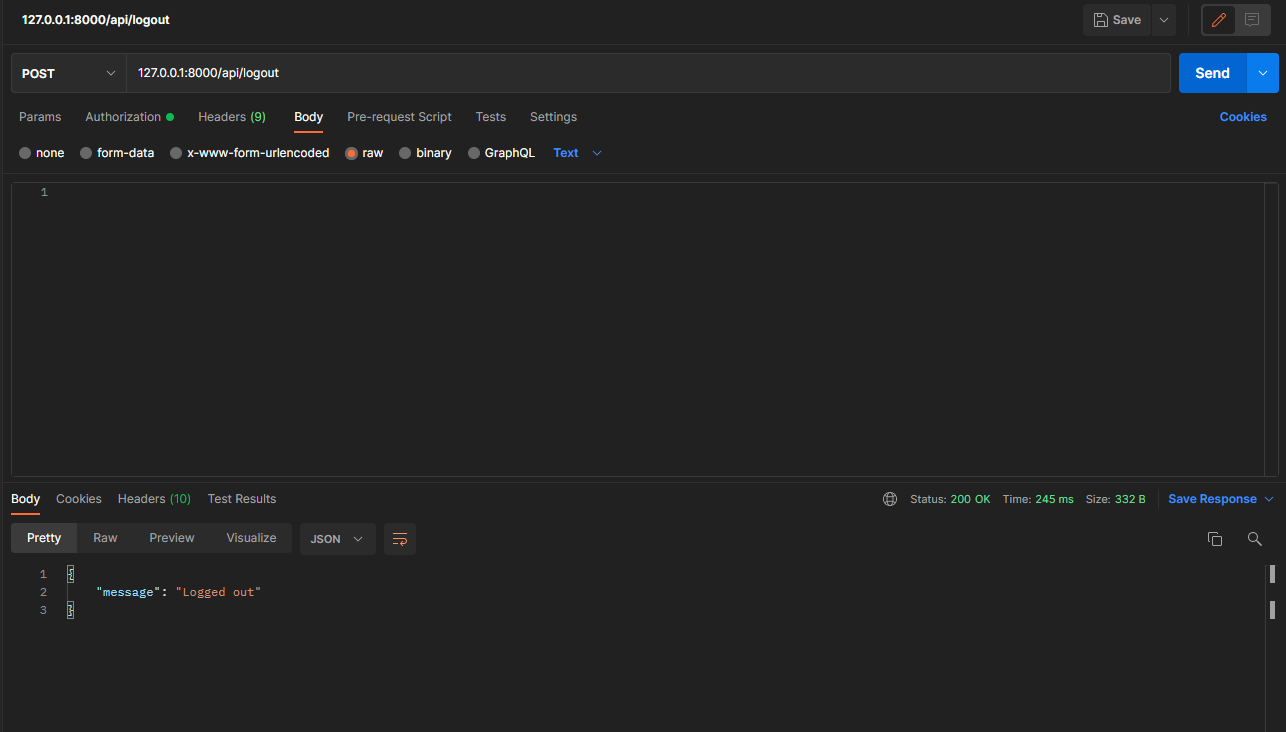 127.0.0.1:8000/api/logout
Save
POST
127.0.0.1:8000/api/logout
Send
Params Authorization Headers (9) Body Pre-request Script Tests Settings Cookies
none form-data x-www-form-urlencoded raw binary GraphQL Text
1
Body Cookies Headers (10) Test Results Status: 200 OK Time: 245 ms Size: 332 B Save Response
Pretty Raw Preview Visualize JSON
1 {
2 "message": "Logged out"
3 }